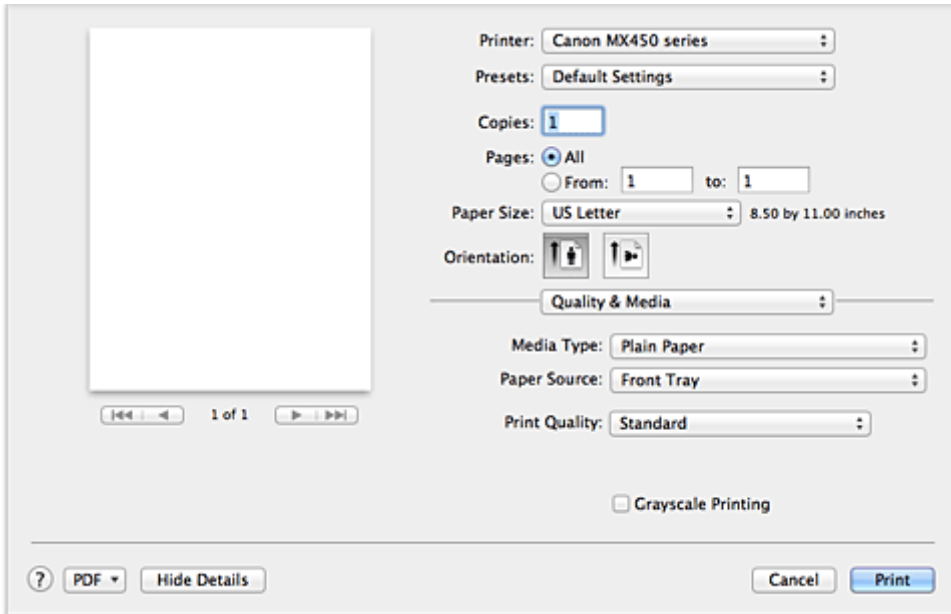 Printer: Canon MX450 series
Presets: Default Settings
Copies: 1
Pages: All
From: 1 to: 1
Paper Size: US Letter 8.50 by 11.00 inches
Orientation:
Quality & Media
Media Type: Plain Paper
Paper Source: Front Tray
1 of 1
Print Quality: Standard
Grayscale Printing
? PDF Hide Details Cancel Print